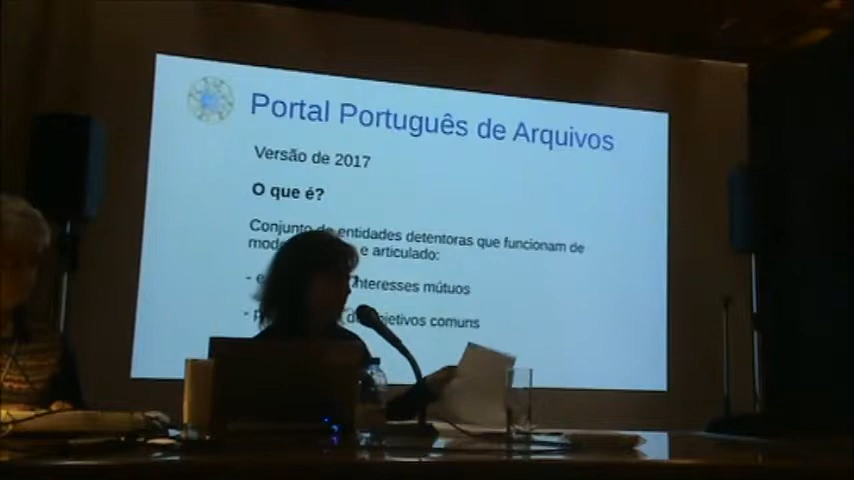 Portal Português de Arquivos
Versão de 2017
O que é?
Conjunto de entidades detentoras que funcionam de
e articulado:
- interesses mútuos
- objetivos comuns